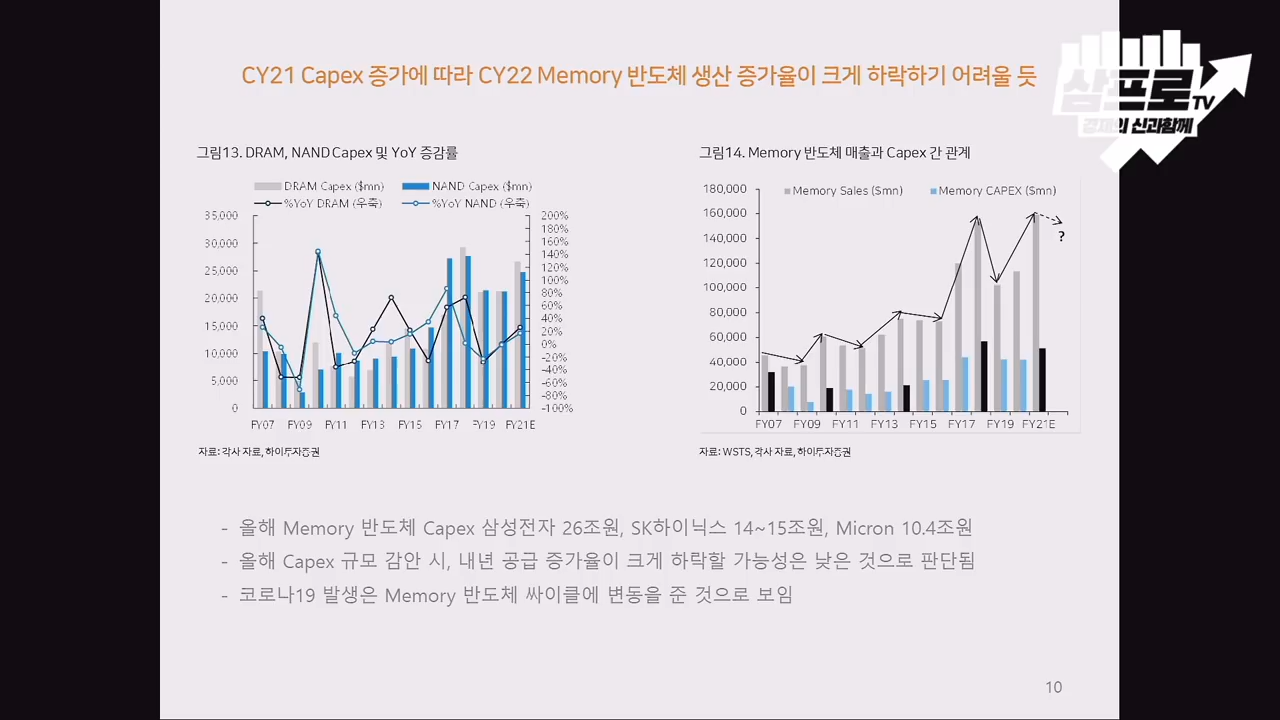 CY21 Capex 증가에 따라 CY22 Memory 반도체 생산 증가율이 크게 하락하기 어려울 듯
삼프로TV
경제의 신과함께
그림13. DRAM, NAND Capex 및 YoY 증감률
DRAM Capex ($mn)
NAND Capex ($mn)
%YoY DRAM (우축)
%YoY NAND (우축)
35,000
30,000
25,000
20,000
15,000
10,000
5,000
0
200%
180%
160%
140%
120%
100%
80%
60%
40%
20%
0%
-20%
-40%
-60%
-80%
-100%
FY07 FY09 FY11 FY13 FY15 FY17 FY19 FY21E
자료: 각사 자료, 하이투자증권
그림14. Memory 반도체 매출과 Capex 간 관계
Memory Sales ($mn)
Memory CAPEX ($mn)
180,000
160,000
140,000
120,000
100,000
80,000
60,000
40,000
20,000
0
?
FY07 FY09 FY11 FY13 FY15 FY17 FY19 FY21E
자료: WSTS, 각사 자료, 하이투자증권
- 올해 Memory 반도체 Capex 삼성전자 26조원, SK하이닉스 14~15조원, Micron 10.4조원
- 올해 Capex 규모 감안 시, 내년 공급 증가율이 크게 하락할 가능성은 낮은 것으로 판단됨
- 코로나19 발생은 Memory 반도체 싸이클에 변동을 준 것으로 보임
10